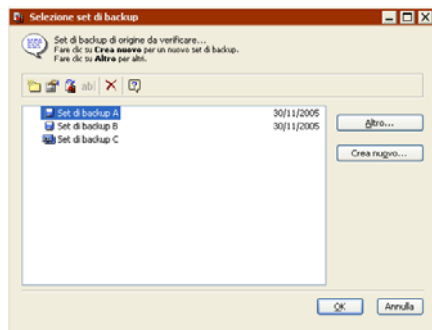 Selezione set di backup
Set di backup di origine da verificare...
Fare clic su Crea nuovo per un nuovo set di backup.
Fare clic su Altro per altri.
ab|
Set di backup A 30/11/2005
Set di backup B 30/11/2005
Set di backup C
Altro...
Crea nuovo...
OK
Annulla